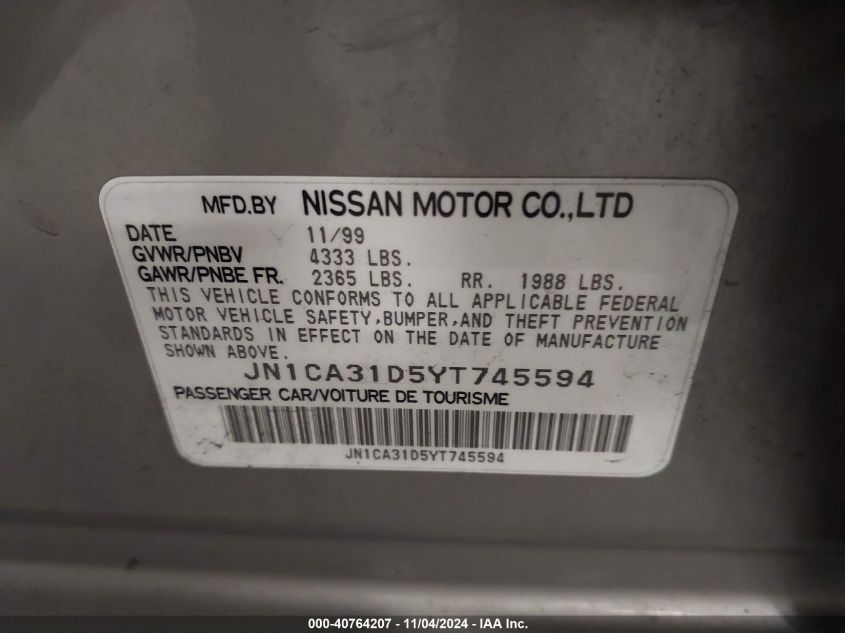 MFD.BY NISSAN MOTOR CO.,LTD
DATE 11/99
GVWR/PNBV 4333 LBS.
GAWR/PNBE FR. 2365 LBS. RR. 1988 LBS.
THIS VEHICLE CONFORMS TO ALL APPLICABLE FEDERAL
MOTOR VEHICLE SAFETY,BUMPER,AND THEFT PREVENTION
STANDARDS IN EFFECT ON THE DATE OF MANUFACTURE
SHOWN ABOVE.
JN1CA31D5YT745594
PASSENGER CAR/VOITURE DE TOURISME
JN1CA31D5YT745594
000-40764207 - 11/04/2024 - IAA Inc.